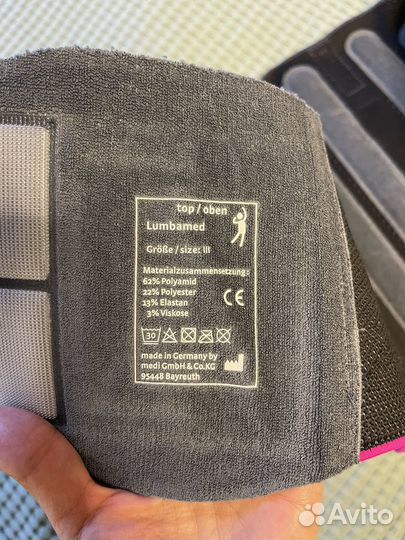 top / oben
Lumbamed
Größe / size: III
Materialzusammensetzung:
62% Polyamid
22% Polyester
13% Elastan
3% Viskose
CE
30
made in Germany by
medi GmbH & Co.KG
95448 Bayreuth
Avito